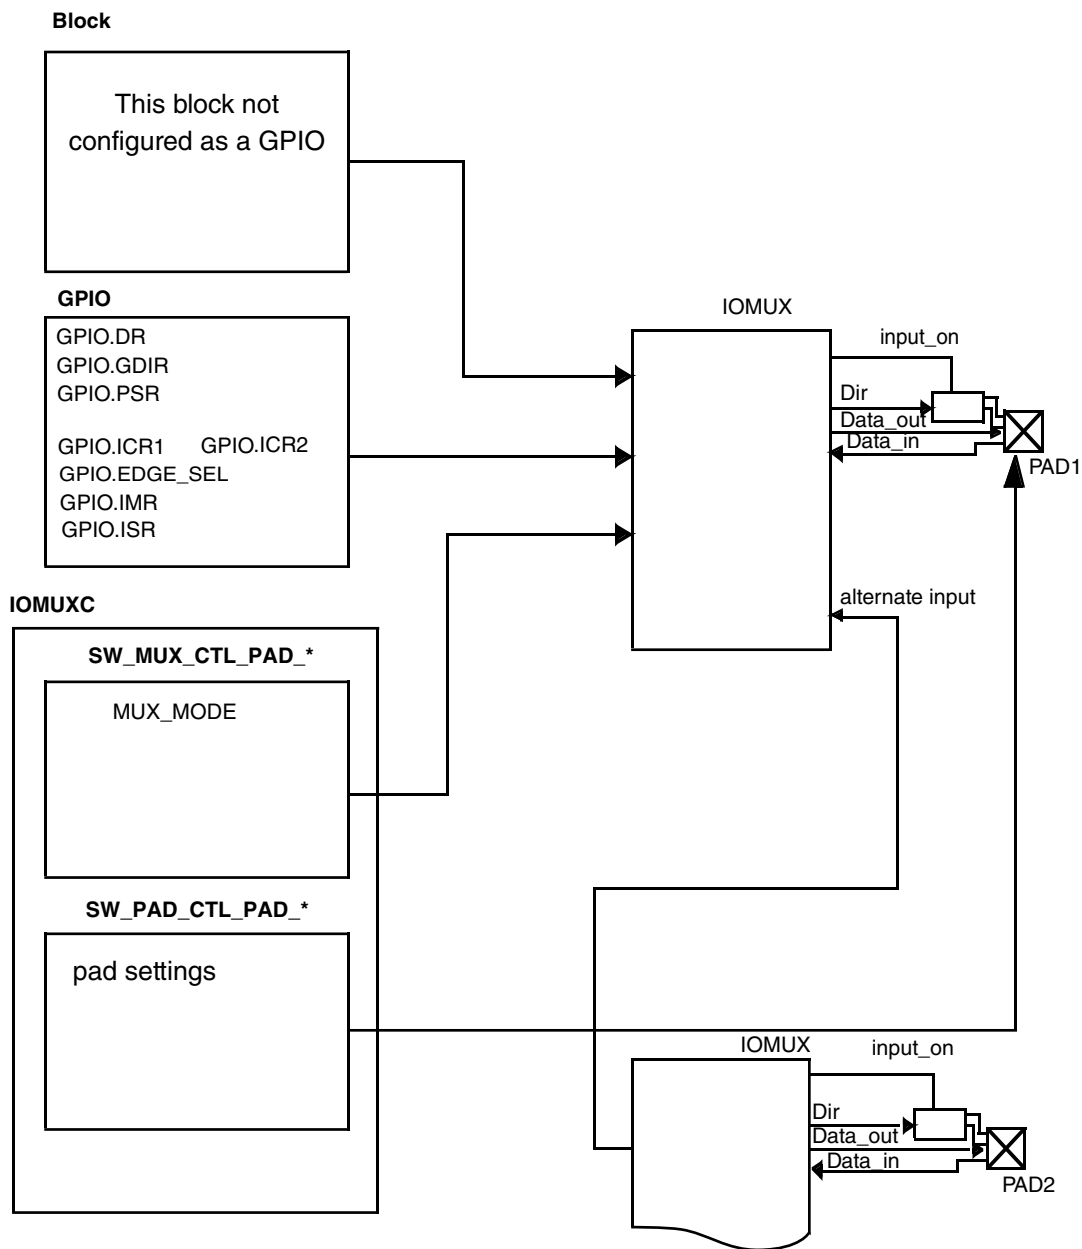 Block
This block not
configured as a GPIO
GPIO
GPIO.DR
GPIO.GDIR
GPIO.PSR
GPIO.ICR1 GPIO.ICR2
GPIO.EDGE_SEL
GPIO.IMR
GPIO.ISR
IOMUX
input_on
Dir
Data_out
Data_in
PAD1
alternate input
IOMUXC
SW_MUX_CTL_PAD_*
MUX_MODE
SW_PAD_CTL_PAD_*
pad settings
IOMUX
input_on
Dir
Data_out
Data_in
PAD2